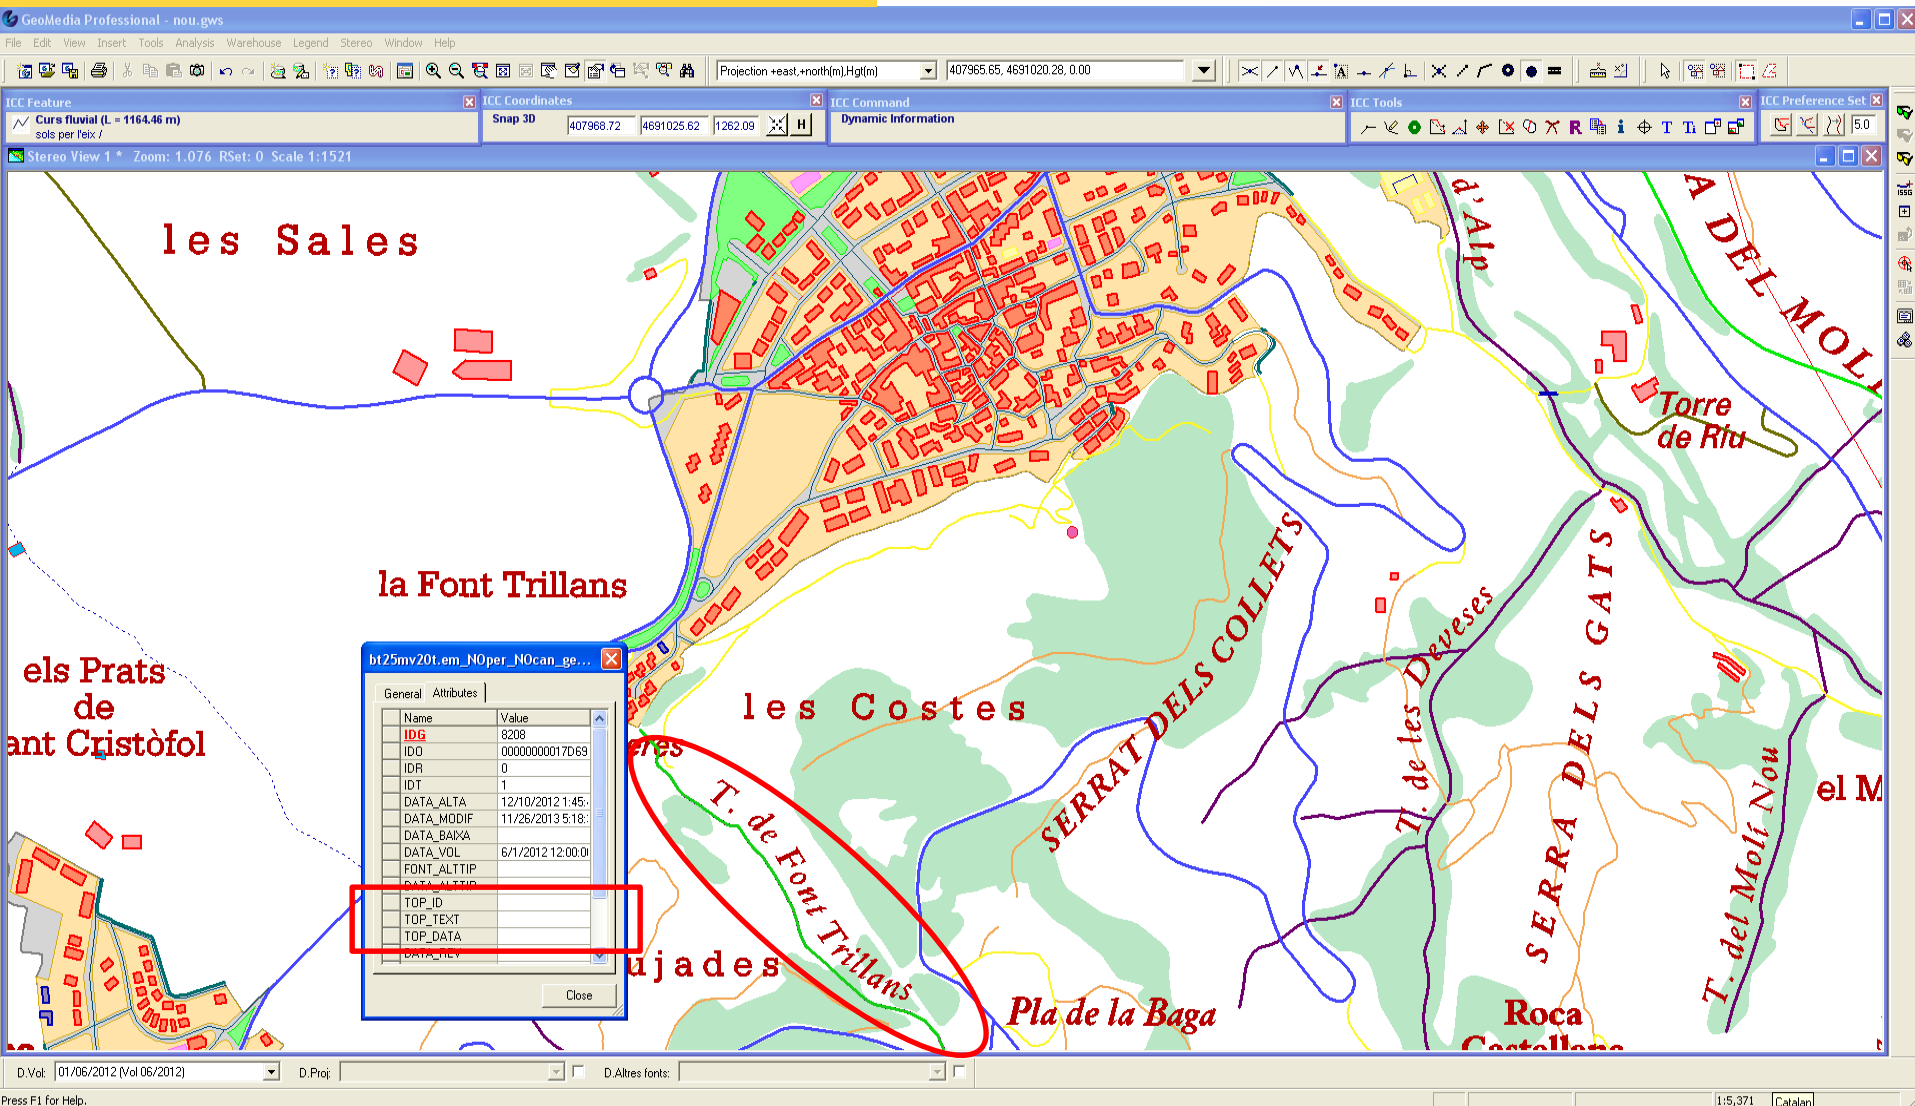 GeoMedia Professional - nou.gws
File Edit View Insert Tools Analysis Warehouse Legend Stereo Window Help
Projection +east,+north(m),Hgt(m)
407965.65, 4691020.28, 0.00
ICC Feature
Curs fluvial (L = 1164.46 m)
sols per l'eix /
ICC Coordinates
Snap 3D
407968.72
4691025.62
1262.09
H
ICC Command
Dynamic Information
ICC Tools
R
T
ICC Preference Set
5.0
Stereo View 1 * Zoom: 1.076 RSet: 0 Scale 1:1521
ISSG
les Sales
d'Alp
A DEL MOLI
Torre
de Riu
la Font Trillans
els Prats
de
ant Cristòfol
les Costes
SERRAT DELS COLLETS
T. de les Deveses
SERRA DELS GATS
T. del Molí Nou
el M
eres
T. de Font Trillans
ujades
Pla de la Baga
Roca
Castellana
bt25mv20t.em_NOper_NOcan_ge...
General Attributes
Name Value
IDG 8208
IDO 00000000017D69
IDR 0
IDT 1
DATA_ALTA 12/10/2012 1:45:
DATA_MODIF 11/26/2013 5:18:
DATA_BAIXA
DATA_VOL 6/1/2012 12:00:0
FONT_ALTTIP
DATA_ALTTIP
TOP_ID
TOP_TEXT
TOP_DATA
DATA_REV
Close
D.Vol: 01/06/2012 (Vol 06/2012) D.Proj: D.Altres fonts:
Press F1 for Help.
1:5,371 Catalan